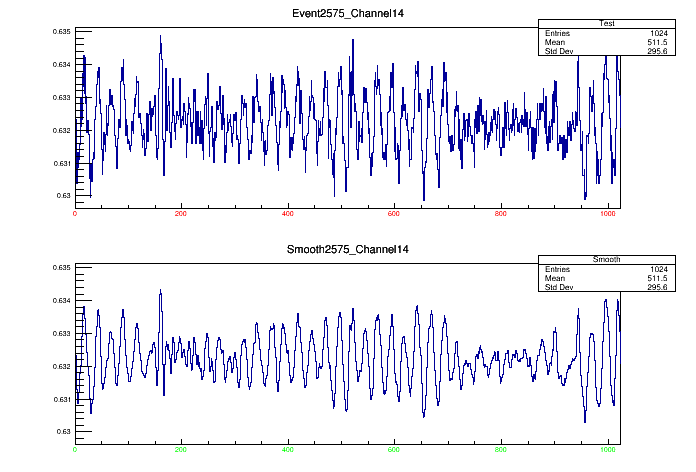 Event2575_Channel14
Test
Entries 1024
Mean 511.5
Std Dev 295.6
0.635
0.634
0.633
0.632
0.631
0.63
0 200 400 600 800 1000
Smooth2575_Channel14
Smooth
Entries 1024
Mean 511.5
Std Dev 295.6
0.635
0.634
0.633
0.632
0.631
0.63
0 200 400 600 800 1000